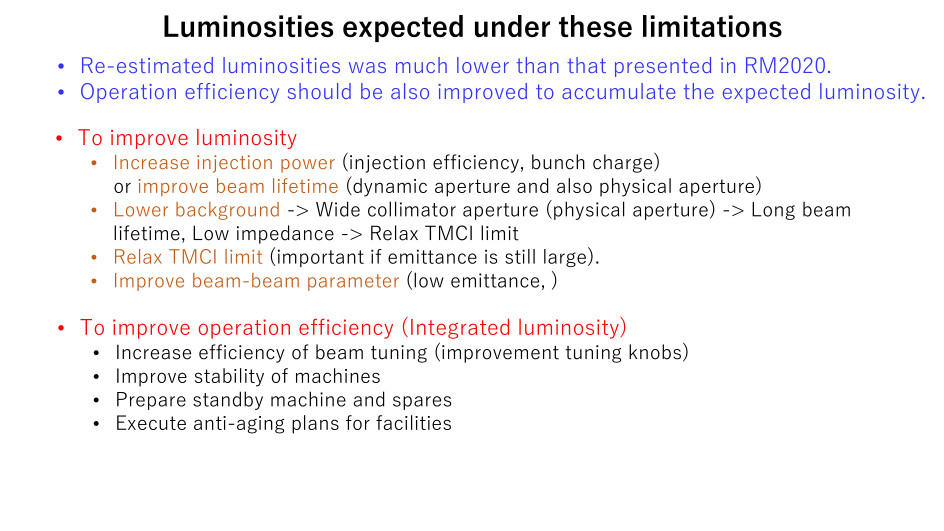 Luminosities expected under these limitations
• Re-estimated luminosities was much lower than that presented in RM2020.
• Operation efficiency should be also improved to accumulate the expected luminosity.
• To improve luminosity
• Increase injection power (injection efficiency, bunch charge)
or improve beam lifetime (dynamic aperture and also physical aperture)
• Lower background -> Wide collimator aperture (physical aperture) -> Long beam
lifetime, Low impedance -> Relax TMCI limit
• Relax TMCI limit (important if emittance is still large).
• Improve beam-beam parameter (low emittance, )
• To improve operation efficiency (Integrated luminosity)
• Increase efficiency of beam tuning (improvement tuning knobs)
• Improve stability of machines
• Prepare standby machine and spares
• Execute anti-aging plans for facilities